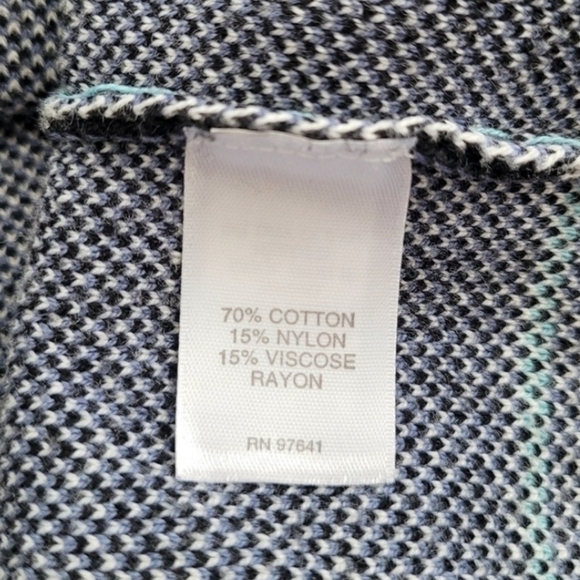 70% COTTON
15% NYLON
15% VISCOSE
RAYON
RN 97641